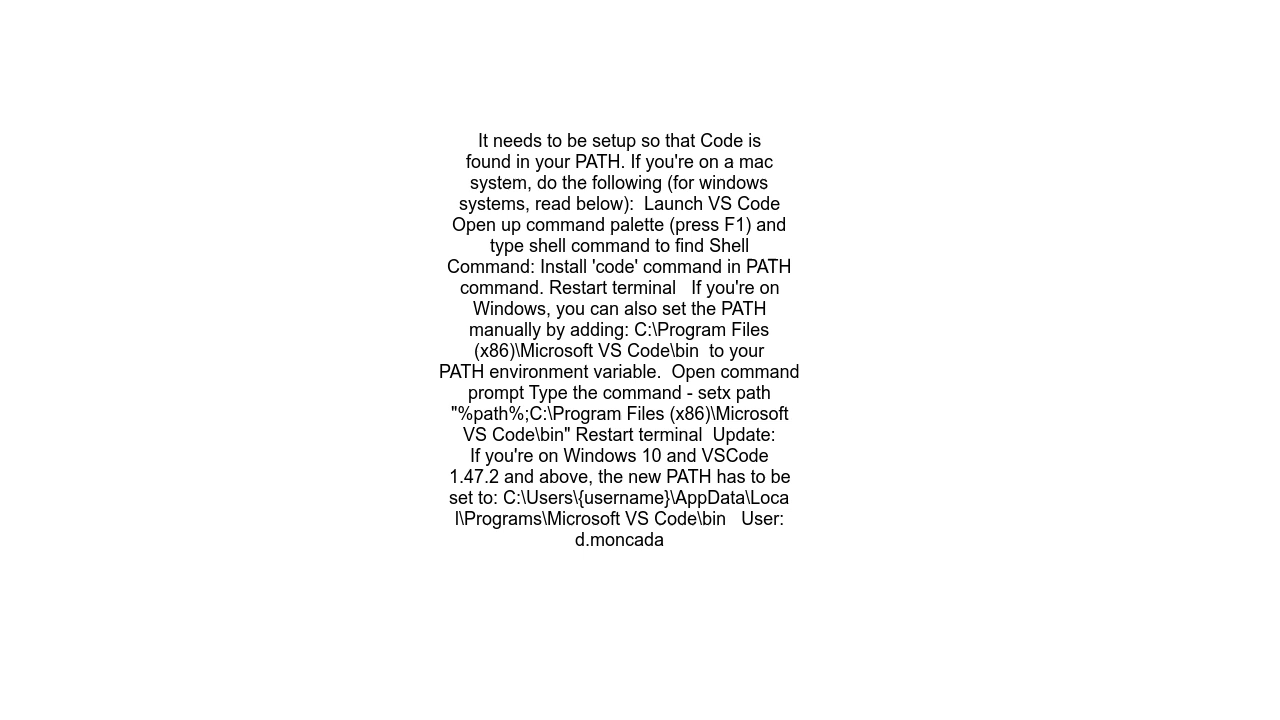 It needs to be setup so that Code is
found in your PATH. If you're on a mac
system, do the following (for windows
systems, read below):  Launch VS Code
Open up command palette (press F1) and
type shell command to find Shell
Command: Install 'code' command in PATH
command. Restart terminal   If you're on
Windows, you can also set the PATH
manually by adding: C:\Program Files
(x86)\Microsoft VS Code\bin  to your
PATH environment variable.  Open command
prompt Type the command - setx path
"%path%;C:\Program Files (x86)\Microsoft
VS Code\bin" Restart terminal  Update:
If you're on Windows 10 and VSCode
1.47.2 and above, the new PATH has to be
set to: C:\Users\{username}\AppData\Loca
l\Programs\Microsoft VS Code\bin   User:
d.moncada